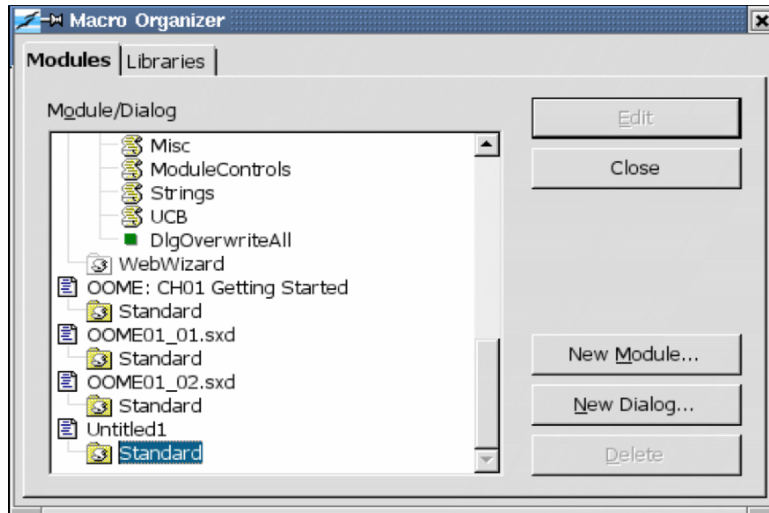 Macro Organizer
Modules Libraries
Module/Dialog
Misc
ModuleControls
Strings
UCB
DlgOverwriteAll
WebWizard
OOME: CH01 Getting Started
Standard
OOME01_01.sxd
Standard
OOME01_02.sxd
Standard
Untitled1
Standard
Edit
Close
New Module...
New Dialog...
Delete